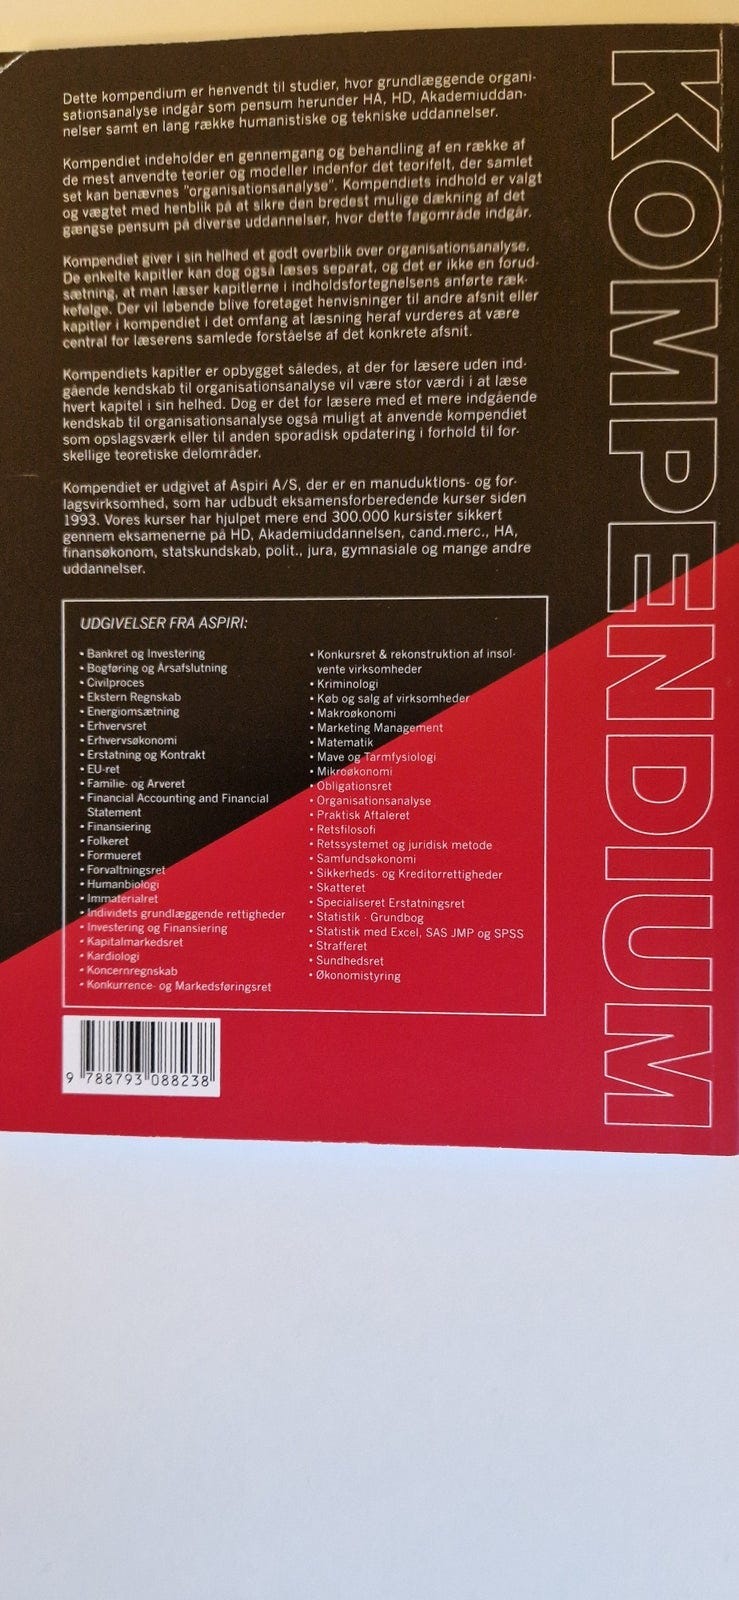 Dette kompendium er henvendt til studier, hvor grundlæggende organi-
sationsanalyse indgår som pensum herunder HA, HD, Akademiuddan-
nelser samt en lang række humanistiske og tekniske uddannelser.
Kompendiet indeholder en gennemgang og behandling af en række af
de mest anvendte teorier og modeller indenfor det teorifelt, der samlet
set kan benævnes "organisationsanalyse". Kompendiets indhold er valgt
og vægtet med henblik på at sikre den bredest mulige dækning af det
gængse pensum på diverse uddannelser, hvor dette fagområde indgår.
Kompendiet giver i sin helhed et godt overblik over organisationsanalyse.
De enkelte kapitler kan dog også læses separat, og det er ikke en forud-
sætning, at man læser kapitlerne i indholdsfortegnelsens anførte ræk-
kefølge. Der vil løbende blive foretaget henvisninger til andre afsnit eller
kapitler i kompendiet i det omfang at læsning heraf vurderes at være
central for læserens samlede forståelse af det konkrete afsnit.
Kompendiets kapitler er opbygget således, at der for læsere uden ind-
gående kendskab til organisationsanalyse vil være stor værdi i at læse
hvert kapitel i sin helhed. Dog er det for læsere med et mere indgående
kendskab til organisationsanalyse også muligt at anvende kompendiet
som opslagsværk eller til anden sporadisk opdatering i forhold til for-
skellige teoretiske delområder.
Kompendiet er udgivet af Aspiri A/S, der er en manuduktions- og for-
lagsvirksomhed, som har udbudt eksamensforberedende kurser siden
1993. Vores kurser har hjulpet mere end 300.000 kursister sikkert
gennem eksamenerne på HD, Akademiuddannelsen, cand.merc., HA,
finansøkonom, statskundskab, polit., jura, gymnasiale og mange andre
uddannelser.
UDGIVELSER FRA ASPIRI:
• Bankret og Investering
• Bogføring og Årsafslutning
• Civilproces
• Ekstern Regnskab
• Energiomsætning
• Erhvervsret
• Erhvervsøkonomi
• Erstatning og Kontrakt
• EU-ret
• Familie- og Arveret
• Financial Accounting and Financial
Statement
• Finansiering
• Folkeret
• Formueret
• Forvaltningsret
• Humanbiologi
• Immaterialret
• Individets grundlæggende rettigheder
• Investering og Finansiering
• Kapitalmarkedsret
• Kardiologi
• Koncernregnskab
• Konkurrence- og Markedsføringsret
• Konkursret & rekonstruktion af insol-
vente virksomheder
• Kriminologi
• Køb og salg af virksomheder
• Makroøkonomi
• Marketing Management
• Matematik
• Mave og Tarmfysiologi
• Mikroøkonomi
• Obligationsret
• Organisationsanalyse
• Praktisk Aftaleret
• Retsfilosofi
• Retssystemet og juridisk metode
• Samfundsøkonomi
• Sikkerheds- og Kreditorrettigheder
• Skatteret
• Specialiseret Erstatningsret
• Statistik - Grundbog
• Statistik med Excel, SAS JMP og SPSS
• Strafferet
• Sundhedsret
• Økonomistyring
9 788793 088238
KOMPENDIUM